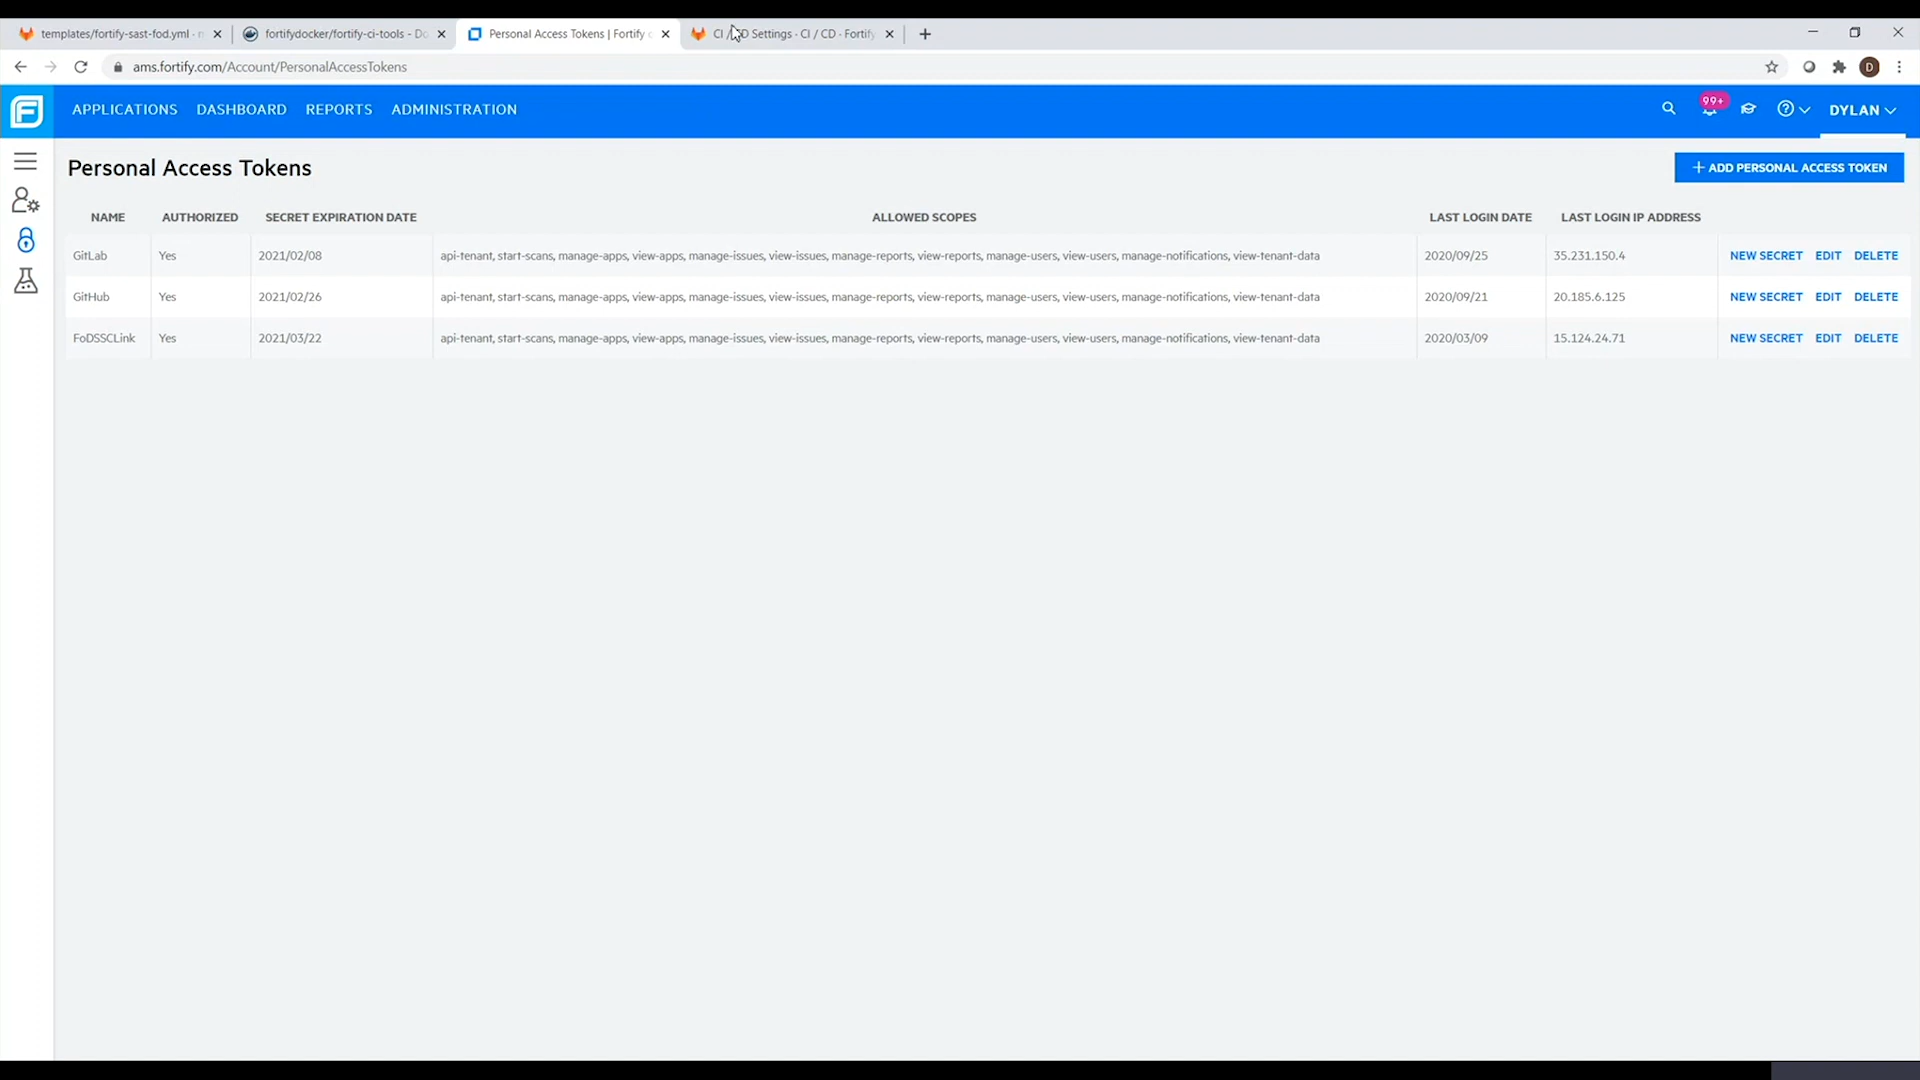 templates/fortify-sast-fod.yml -
fortifydocker/fortify-ci-tools - Do
Personal Access Tokens | Fortify
CI / CD Settings - CI / CD - Fortify
ams.fortify.com/Account/PersonalAccessTokens
D
F
APPLICATIONS DASHBOARD REPORTS ADMINISTRATION
99+
?
DYLAN
Personal Access Tokens
+ ADD PERSONAL ACCESS TOKEN
NAME AUTHORIZED SECRET EXPIRATION DATE ALLOWED SCOPES LAST LOGIN DATE LAST LOGIN IP ADDRESS
GitLab Yes 2021/02/08 api-tenant, start-scans, manage-apps, view-apps, manage-issues, view-issues, manage-reports, view-reports, manage-users, view-users, manage-notifications, view-tenant-data 2020/09/25 35.231.150.4 NEW SECRET EDIT DELETE
GitHub Yes 2021/02/26 api-tenant, start-scans, manage-apps, view-apps, manage-issues, view-issues, manage-reports, view-reports, manage-users, view-users, manage-notifications, view-tenant-data 2020/09/21 20.185.6.125 NEW SECRET EDIT DELETE
FoDSSCLink Yes 2021/03/22 api-tenant, start-scans, manage-apps, view-apps, manage-issues, view-issues, manage-reports, view-reports, manage-users, view-users, manage-notifications, view-tenant-data 2020/03/09 15.124.24.71 NEW SECRET EDIT DELETE